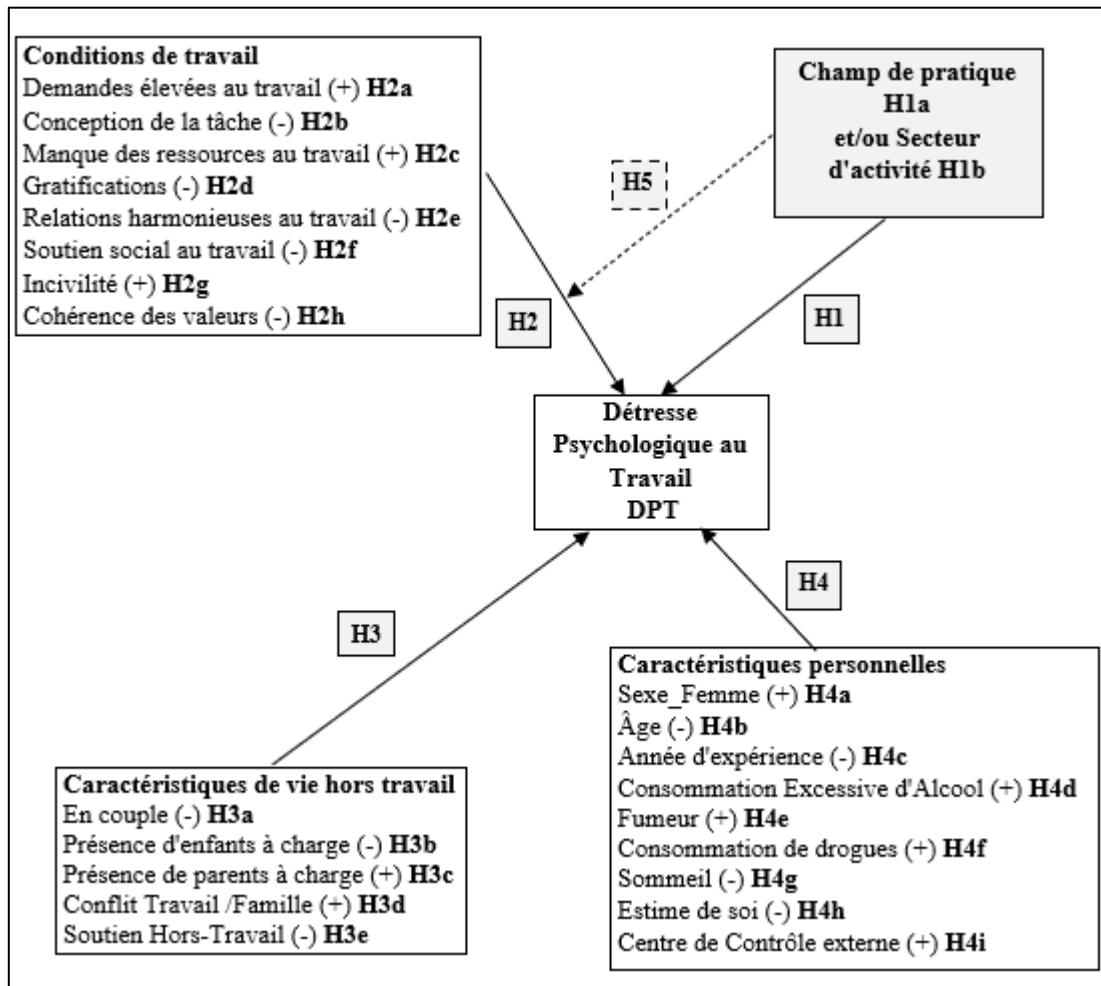 Conditions de travail
Demandes élevées au travail (+) H2a
Conception de la tâche (-) H2b
Manque des ressources au travail (+) H2c
Gratifications (-) H2d
Relations harmonieuses au travail (-) H2e
Soutien social au travail (-) H2f
Incivilité (+) H2g
Cohérence des valeurs (-) H2h
Champ de pratique
H1a
et/ou Secteur
d'activité H1b
H5
H2
H1
Détresse
Psychologique au
Travail
DPT
H3
H4
Caractéristiques de vie hors travail
En couple (-) H3a
Présence d'enfants à charge (-) H3b
Présence de parents à charge (+) H3c
Conflit Travail /Famille (+) H3d
Soutien Hors-Travail (-) H3e
Caractéristiques personnelles
Sexe_Femme (+) H4a
Âge (-) H4b
Année d'expérience (-) H4c
Consommation Excessive d'Alcool (+) H4d
Fumeur (+) H4e
Consommation de drogues (+) H4f
Sommeil (-) H4g
Estime de soi (-) H4h
Centre de Contrôle externe (+) H4i